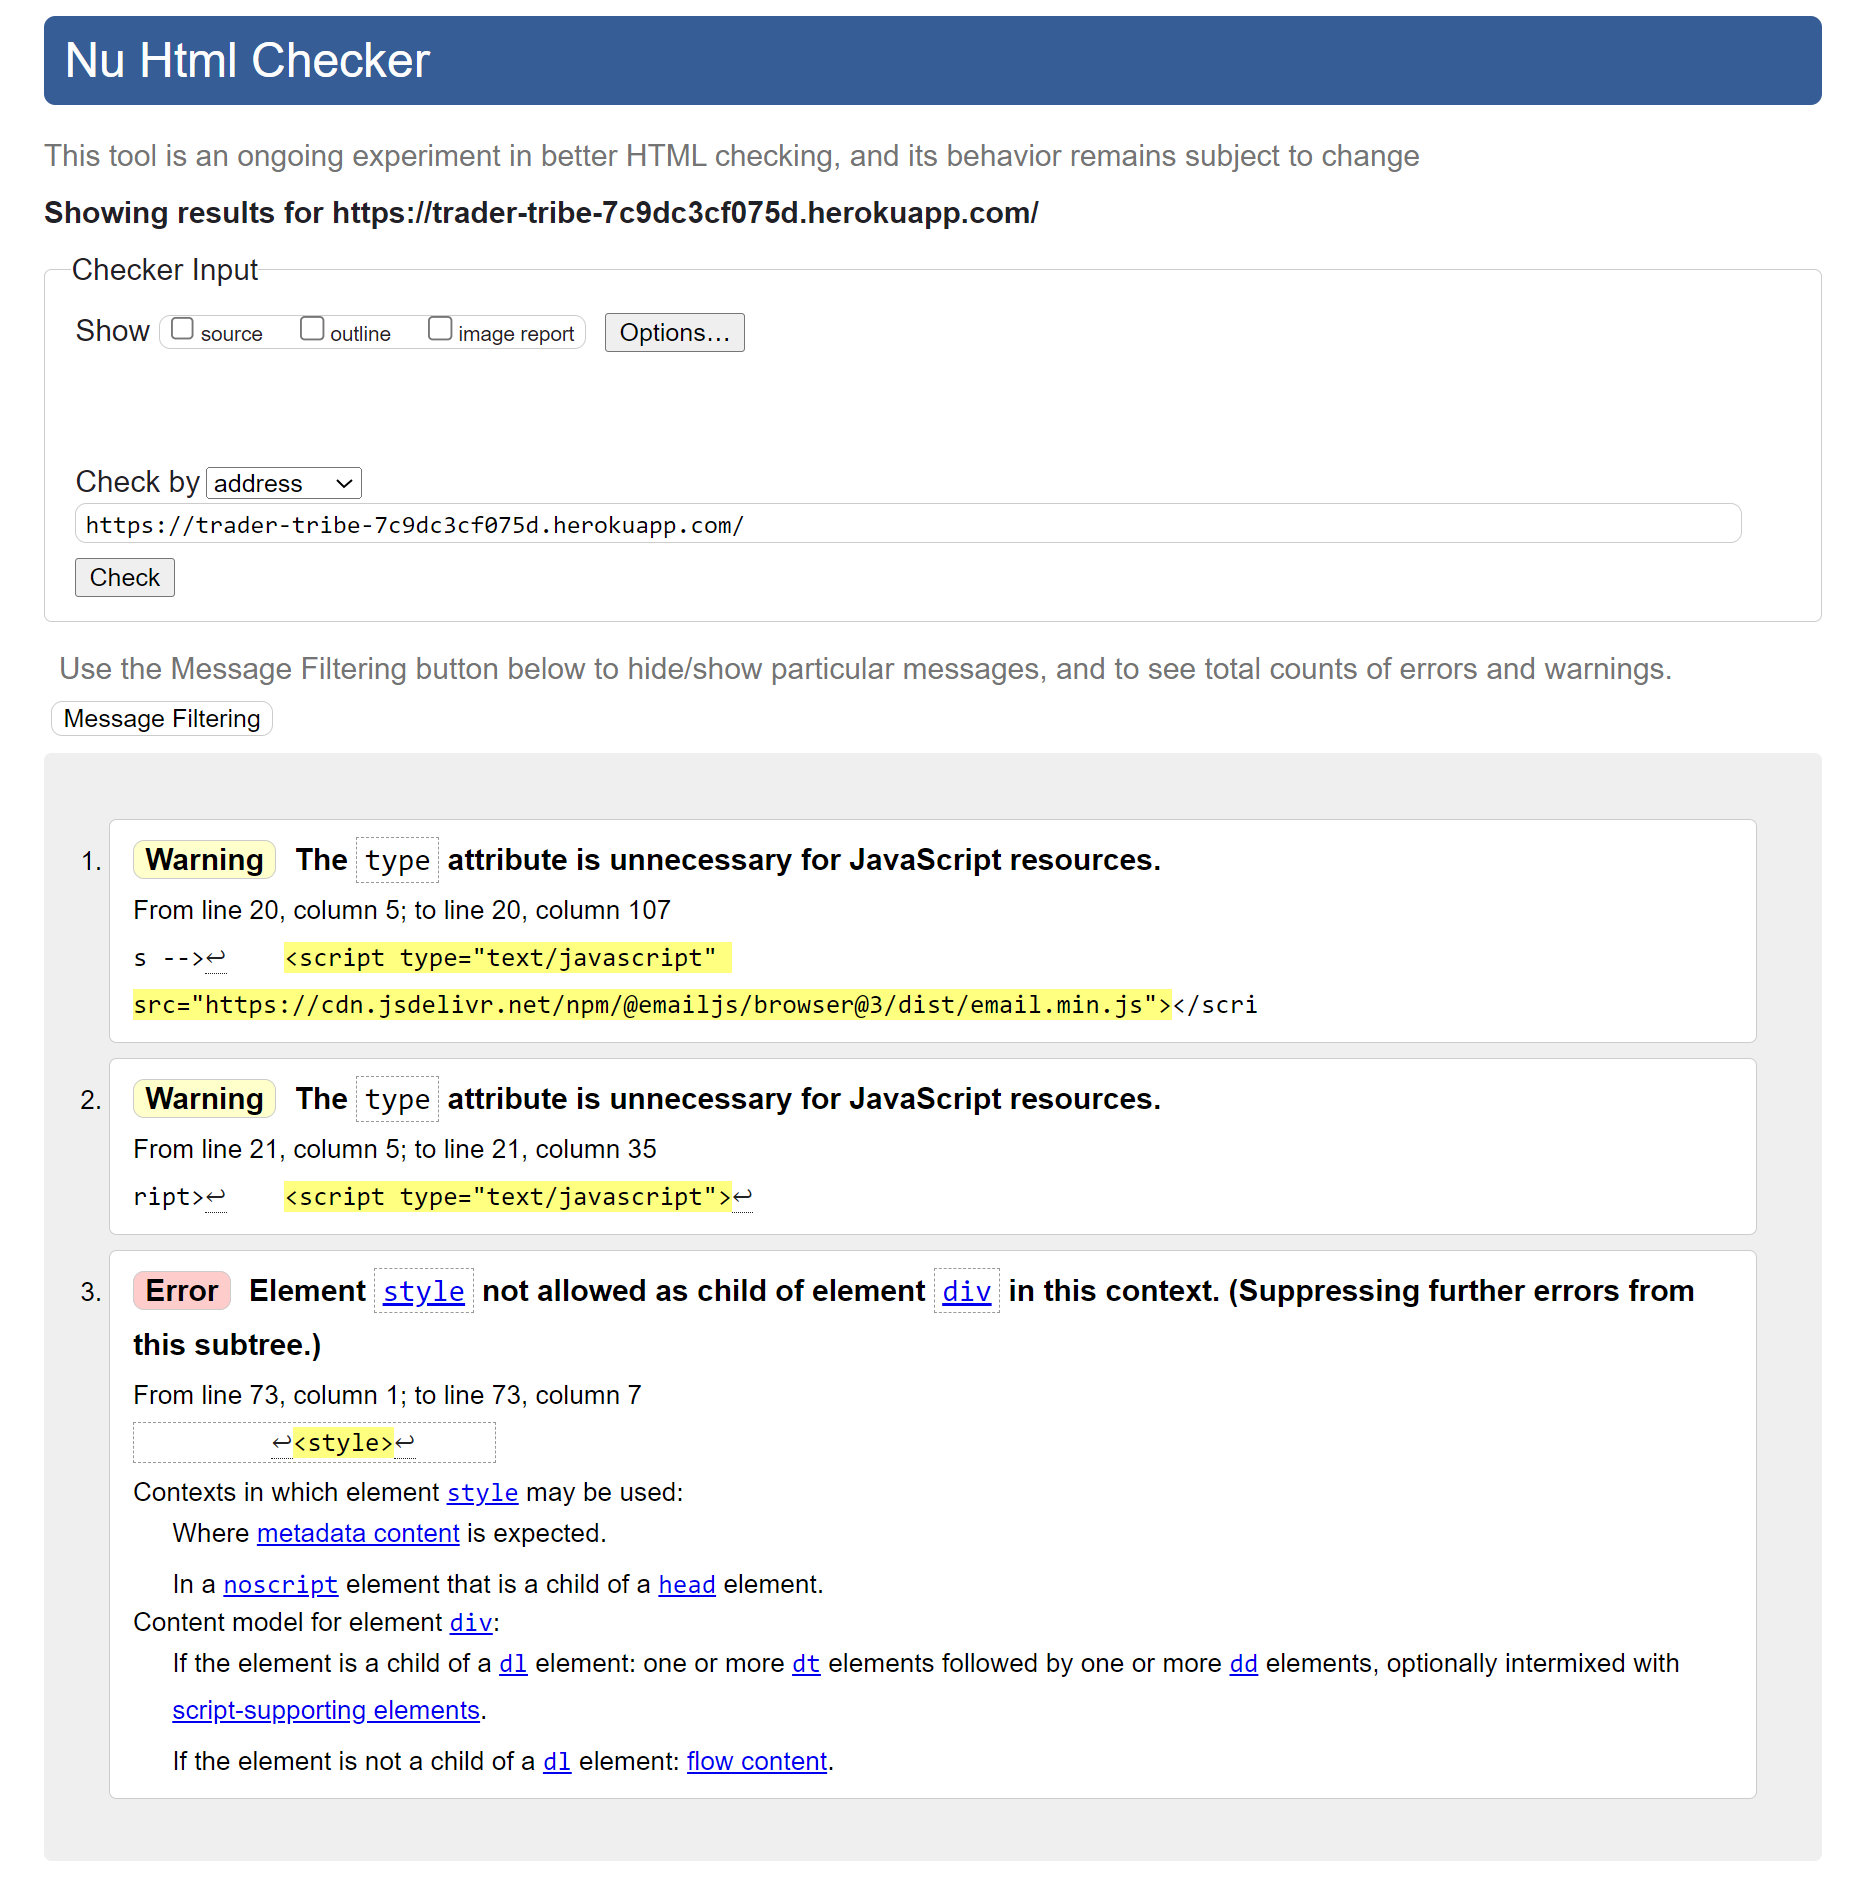 Nu Html Checker
This tool is an ongoing experiment in better HTML checking, and its behavior remains subject to change
Showing results for https://trader-tribe-7c9dc3cf075d.herokuapp.com/
Checker Input
Show source outline image report Options...
Check by address
https://trader-tribe-7c9dc3cf075d.herokuapp.com/
Check
Use the Message Filtering button below to hide/show particular messages, and to see total counts of errors and warnings.
Message Filtering
1. Warning The type attribute is unnecessary for JavaScript resources.
From line 20, column 5; to line 20, column 107
s -->↩ <script type="text/javascript"
src="https://cdn.jsdelivr.net/npm/@emailjs/browser@3/dist/email.min.js"></scri
2. Warning The type attribute is unnecessary for JavaScript resources.
From line 21, column 5; to line 21, column 35
ript>↩ <script type="text/javascript">↩
3. Error Element style not allowed as child of element div in this context. (Suppressing further errors from
this subtree.)
From line 73, column 1; to line 73, column 7
↩<style>↩
Contexts in which element style may be used:
Where metadata content is expected.
In a noscript element that is a child of a head element.
Content model for element div:
If the element is a child of a dl element: one or more dt elements followed by one or more dd elements, optionally intermixed with
script-supporting elements.
If the element is not a child of a dl element: flow content.